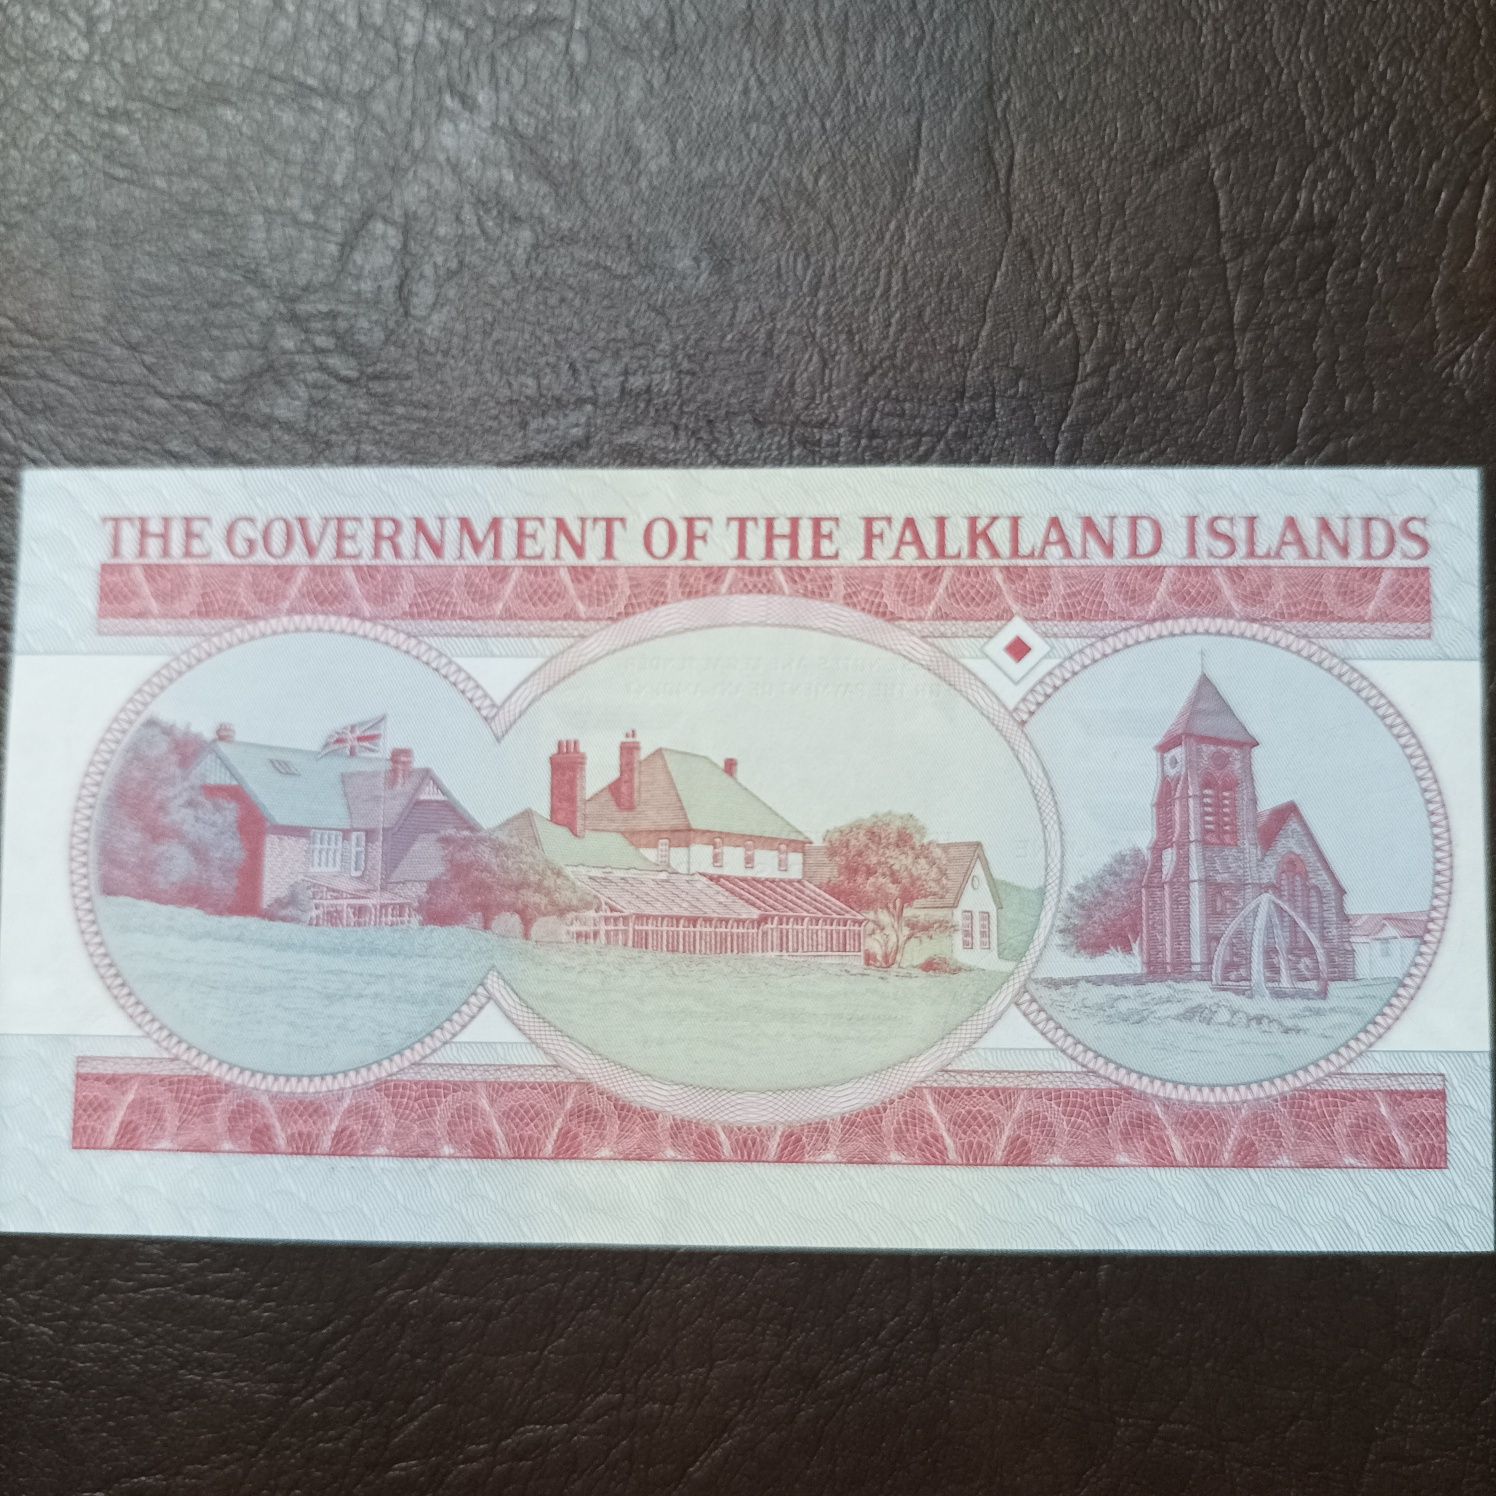 THE GOVERNMENT OF THE FALKLAND ISLANDS